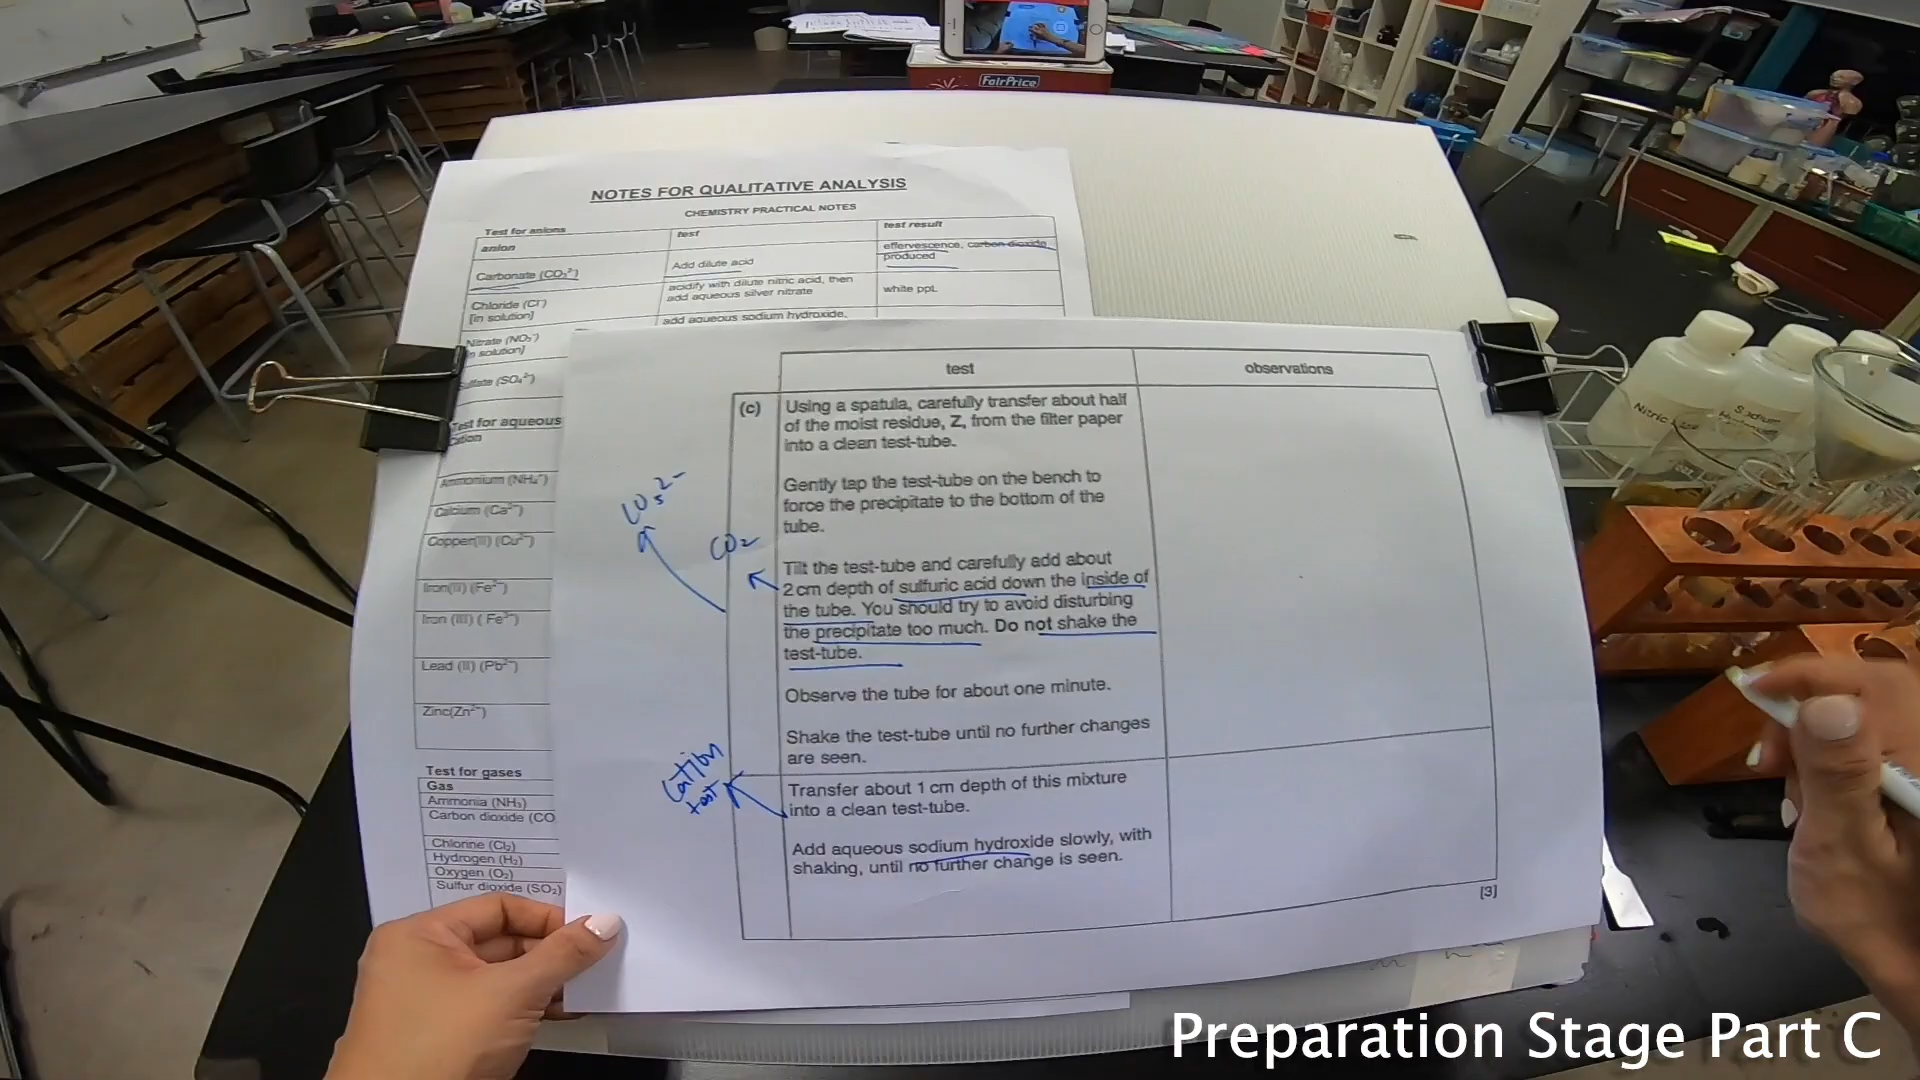 FairPrice
NOTES FOR QUALITATIVE ANALYSIS
CHEMISTRY PRACTICAL NOTES
Test for anions
anion
test
test result
Carbonate (CO₃²⁻)
Add dilute acid
effervescence, carbon dioxide
produced
Chloride (Cl⁻)
[in solution]
acidify with dilute nitric acid, then
add aqueous silver nitrate
white ppt.
Nitrate (NO₃⁻)
[in solution]
add aqueous sodium hydroxide,
Sulfate (SO₄²⁻)
Test for aqueous
cation
Ammonium (NH₄⁺)
Calcium (Ca²⁺)
Copper(II) (Cu²⁺)
Iron(II) (Fe²⁺)
Iron (III) ( Fe³⁺)
Lead (II) (Pb²⁺)
Zinc(Zn²⁺)
Test for gases
Gas
Ammonia (NH₃)
Carbon dioxide (CO
Chlorine (Cl₂)
Hydrogen (H₂)
Oxygen (O₂)
Sulfur dioxide (SO₂)
test
observations
(c)
Using a spatula, carefully transfer about half
of the moist residue, Z, from the filter paper
into a clean test-tube.
Gently tap the test-tube on the bench to
force the precipitate to the bottom of the
tube.
Tilt the test-tube and carefully add about
2 cm depth of sulfuric acid down the inside of
the tube. You should try to avoid disturbing
the precipitate too much. Do not shake the
test-tube.
Observe the tube for about one minute.
Shake the test-tube until no further changes
are seen.
Transfer about 1 cm depth of this mixture
into a clean test-tube.
Add aqueous sodium hydroxide slowly, with
shaking, until no further change is seen.
[3]
CO₃²⁻
CO₂
Cation
test
Nitric Acid
Sodium
Preparation Stage Part C